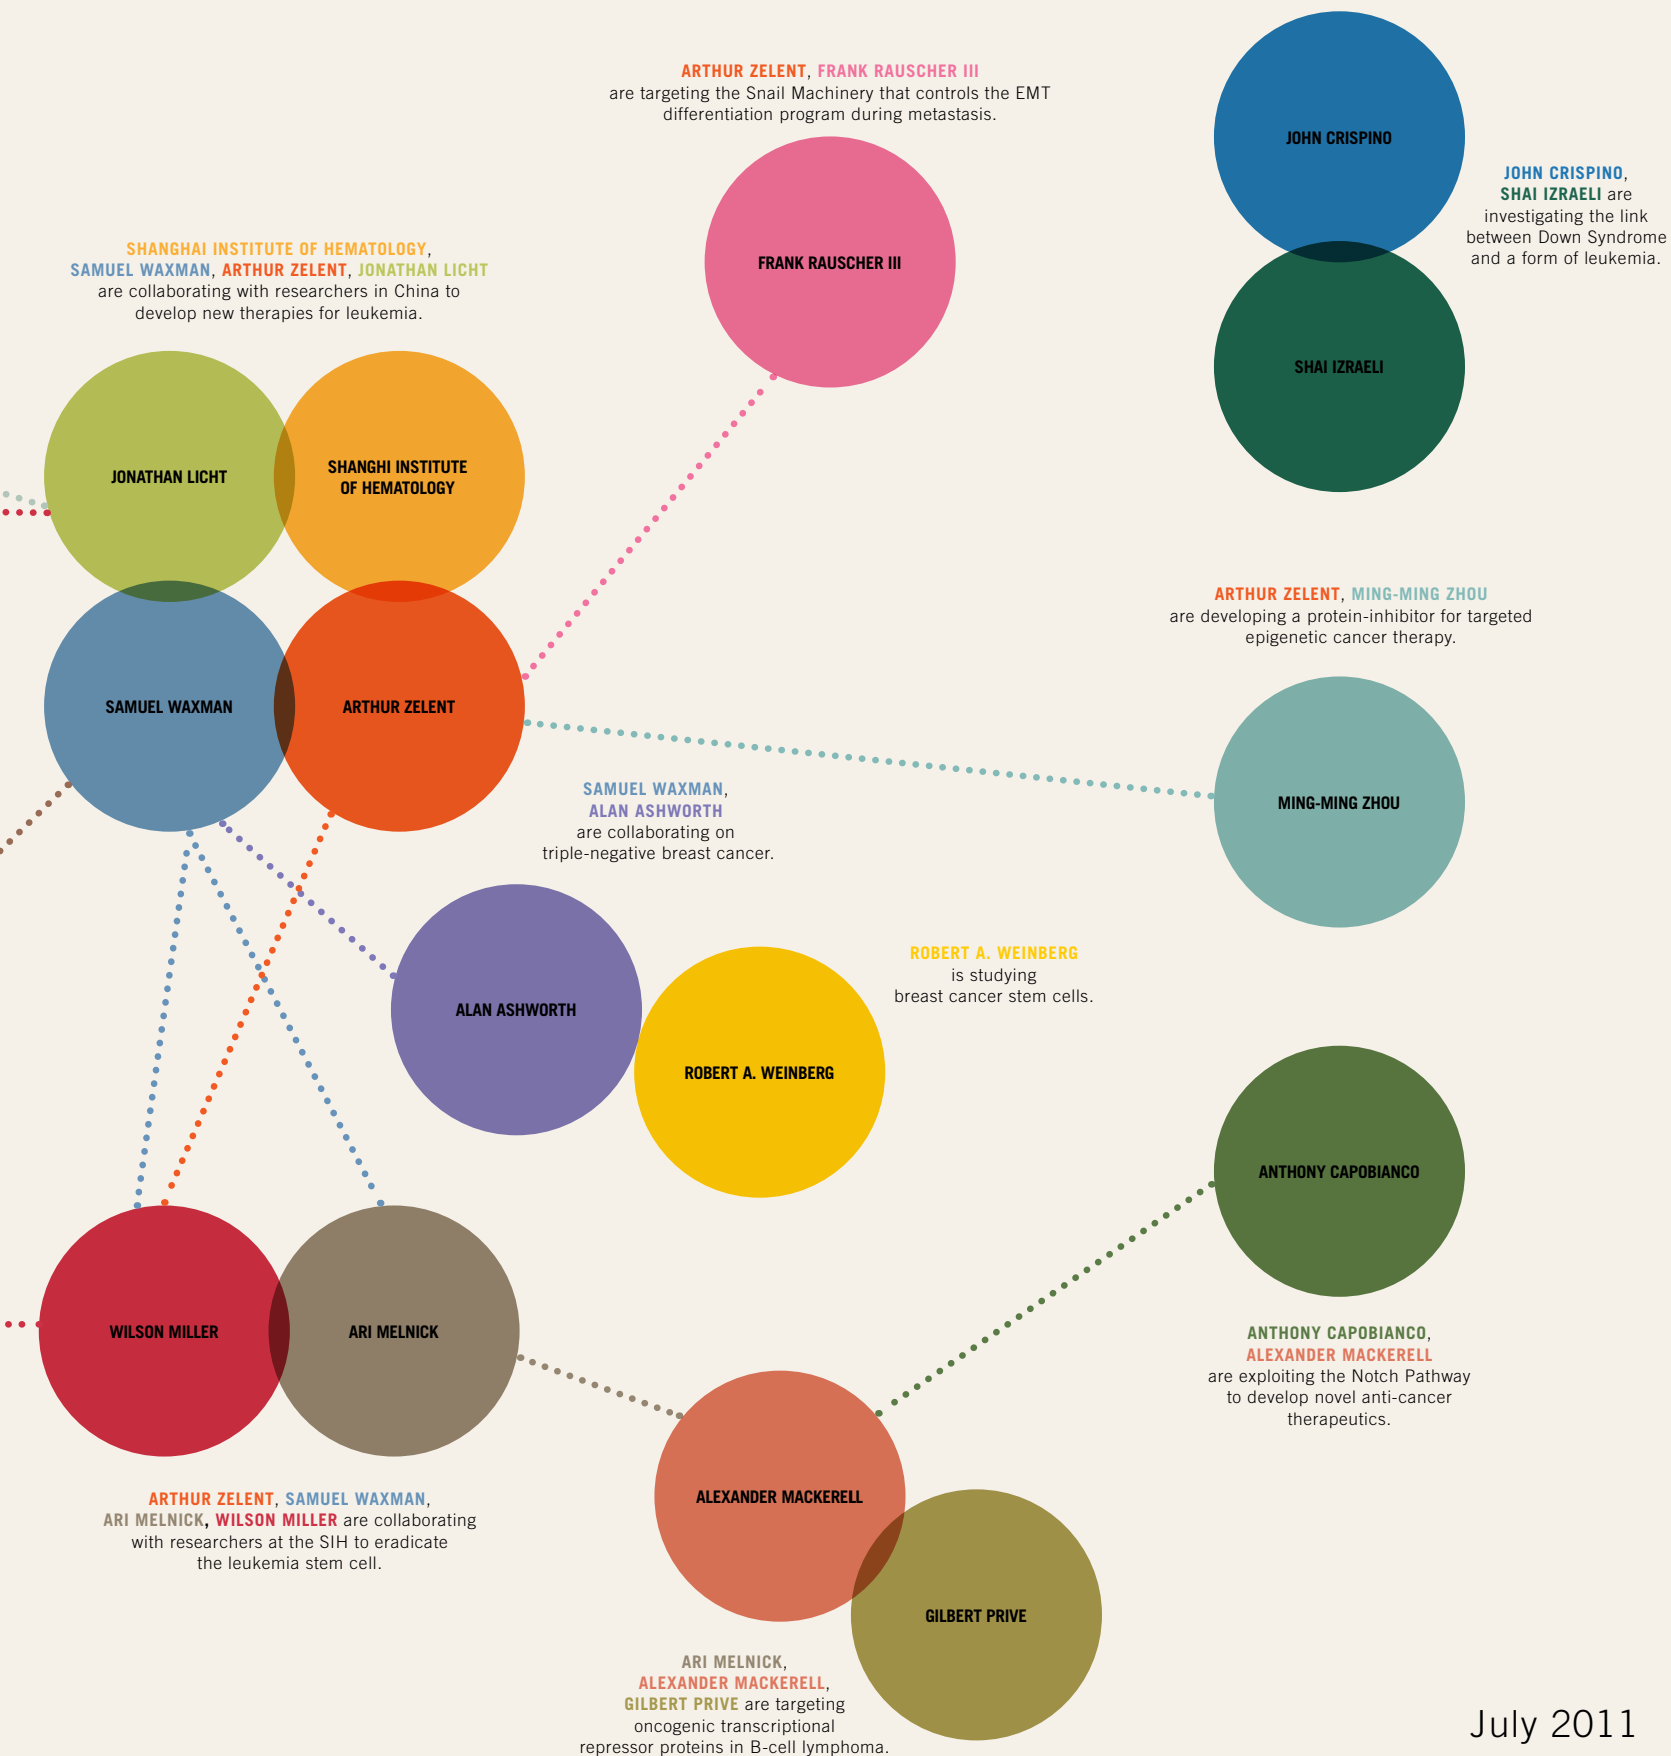 ARTHUR ZELENT, FRANK RAUSCHER III
are targeting the Snail Machinery that controls the EMT
differentiation program during metastasis.
FRANK RAUSCHER III
JOHN CRISPINO
JOHN CRISPINO,
SHAI IZRAELI are
investigating the link
between Down Syndrome
and a form of leukemia.
SHAI IZRAELI
SHANGHAI INSTITUTE OF HEMATOLOGY,
SAMUEL WAXMAN, ARTHUR ZELENT, JONATHAN LICHT
are collaborating with researchers in China to
develop new therapies for leukemia.
JONATHAN LICHT
SHANGHI INSTITUTE
OF HEMATOLOGY
SAMUEL WAXMAN
ARTHUR ZELENT
ARTHUR ZELENT, MING-MING ZHOU
are developing a protein-inhibitor for targeted
epigenetic cancer therapy.
MING-MING ZHOU
SAMUEL WAXMAN,
ALAN ASHWORTH
are collaborating on
triple-negative breast cancer.
ALAN ASHWORTH
ROBERT A. WEINBERG
is studying
breast cancer stem cells.
ROBERT A. WEINBERG
ANTHONY CAPOBIANCO
ANTHONY CAPOBIANCO,
ALEXANDER MACKERELL
are exploiting the Notch Pathway
to develop novel anti-cancer
therapeutics.
WILSON MILLER
ARI MELNICK
ARTHUR ZELENT, SAMUEL WAXMAN,
ARI MELNICK, WILSON MILLER are collaborating
with researchers at the SIH to eradicate
the leukemia stem cell.
ALEXANDER MACKERELL
GILBERT PRIVE
ARI MELNICK,
ALEXANDER MACKERELL,
GILBERT PRIVE are targeting
oncogenic transcriptional
repressor proteins in B-cell lymphoma.
July 2011